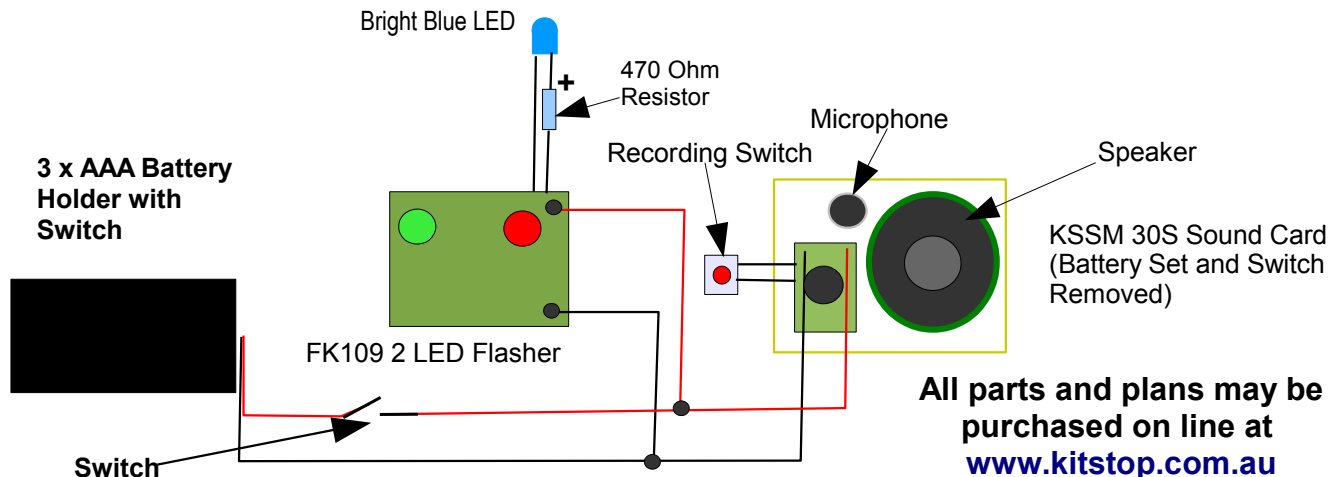 Bright Blue LED
+
470 Ohm
Resistor
Microphone
Recording Switch
Speaker
3 x AAA Battery
Holder with
Switch
KSSM 30S Sound Card
(Battery Set and Switch
Removed)
FK109 2 LED Flasher
All parts and plans may be
purchased on line at
www.kitstop.com.au
Switch